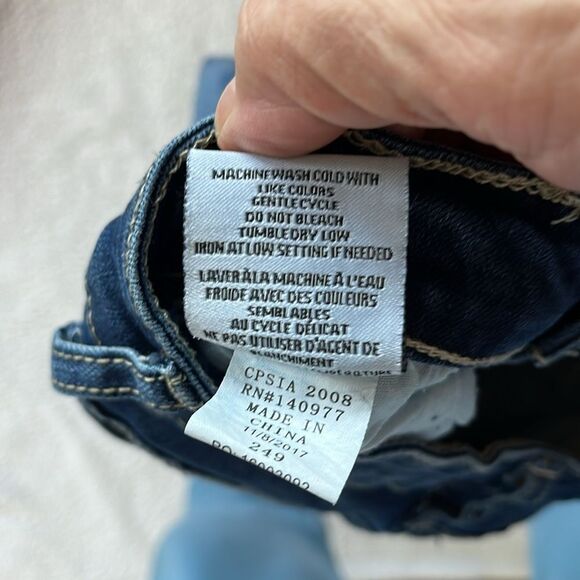 MACHINE WASH COLD WITH
LIKE COLORS
GENTLE CYCLE
DO NOT BLEACH
TUMBLE DRY LOW
IRON AT LOW SETTING IF NEEDED
LAVER À LA MACHINE À L'EAU
FROIDE AVEC DES COULEURS
SEMBLABLES
AU CYCLE DÉLICAT
NE PAS UTILISER D'AGENT DE
BLANCHIMENT
CPSIA 2008
RN#140977
MADE IN
CHINA
11/8/2017
249